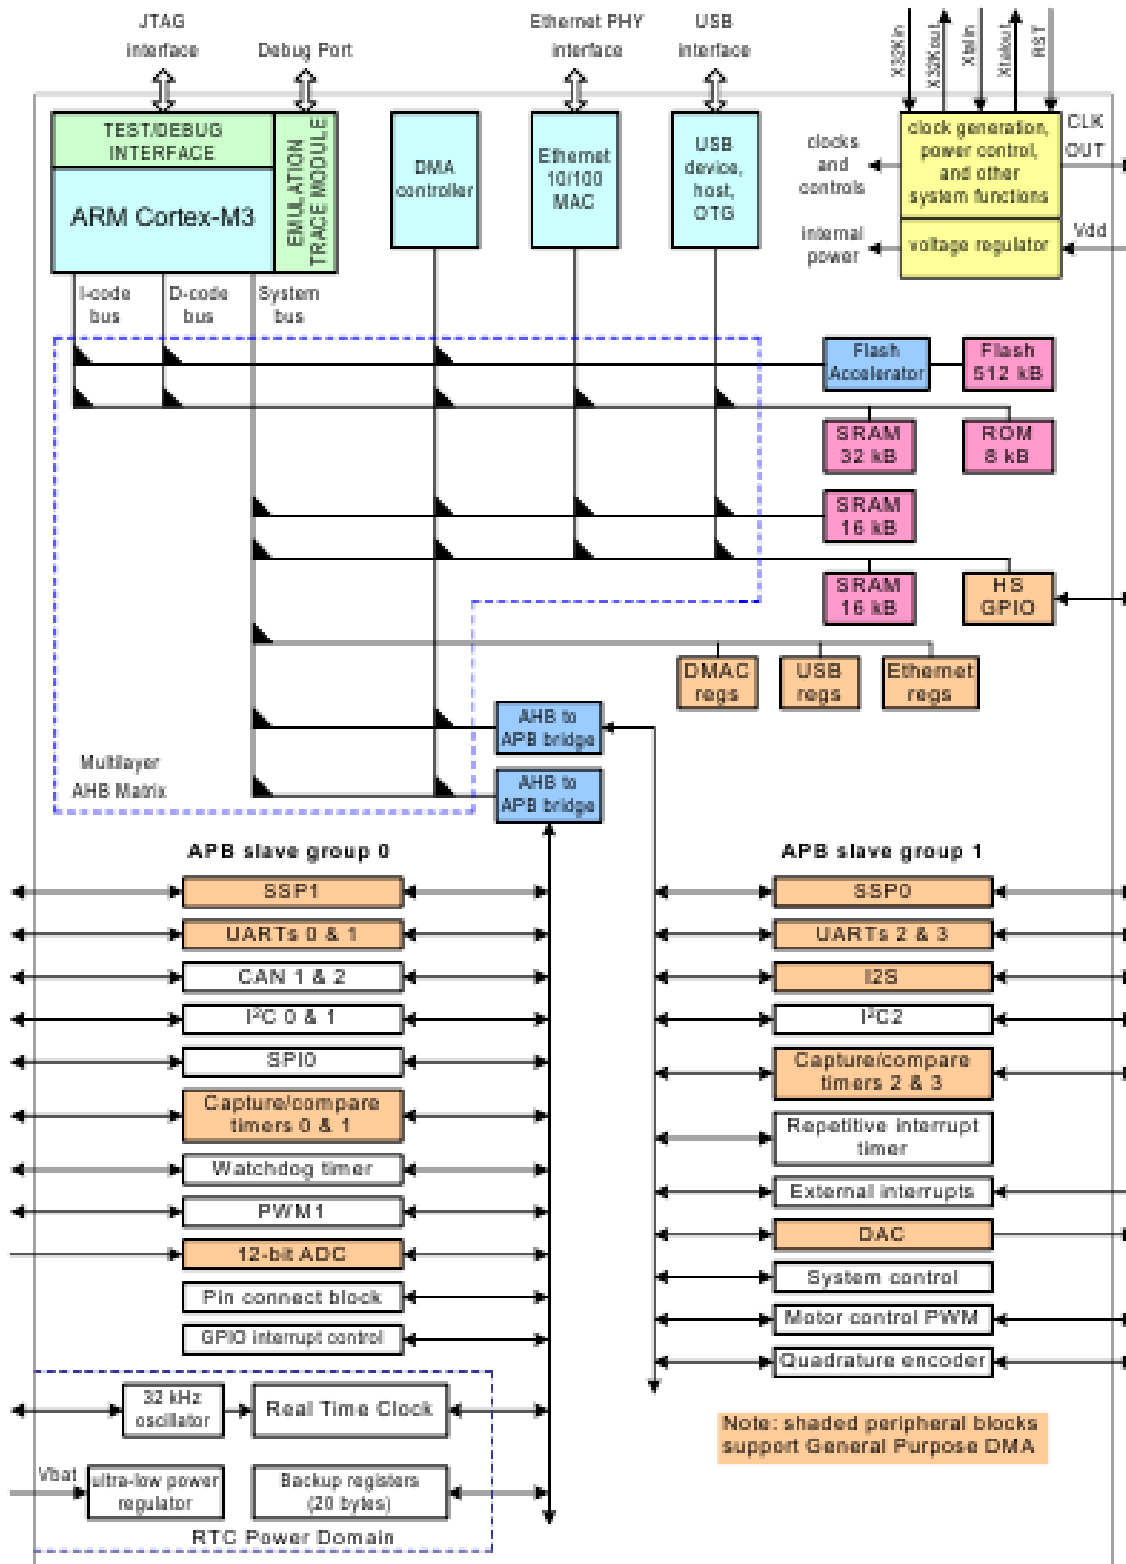 JTAG
interface
Debug Port
Ethernet PHY
interface
USB
interface
X32Kin
X32Kout
Xtalin
Xtalout
RST
TEST/DEBUG
INTERFACE
ARM Cortex-M3
EMULATION
TRACE MODULE
DMA
controller
Ethernet
10/100
MAC
USB
device,
host,
OTG
clocks
and
controls
clock generation,
power control,
and other
system functions
CLK
OUT
internal
power
voltage regulator
Vdd
I-code
bus
D-code
bus
System
bus
Flash
Accelerator
Flash
512 kB
SRAM
32 kB
ROM
8 kB
SRAM
16 kB
SRAM
16 kB
HS
GPIO
DMAC
regs
USB
regs
Ethernet
regs
AHB to
APB bridge
Multilayer
AHB Matrix
AHB to
APB bridge
APB slave group 0
SSP1
UARTs 0 & 1
CAN 1 & 2
I²C 0 & 1
SPI0
Capture/compare
timers 0 & 1
Watchdog timer
PWM1
12-bit ADC
Pin connect block
GPIO interrupt control
32 kHz
oscillator
Real Time Clock
Vbat
ultra-low power
regulator
Backup registers
(20 bytes)
RTC Power Domain
APB slave group 1
SSP0
UARTs 2 & 3
I2S
I²C2
Capture/compare
timers 2 & 3
Repetitive interrupt
timer
External interrupts
DAC
System control
Motor control PWM
Quadrature encoder
Note: shaded peripheral blocks
support General Purpose DMA